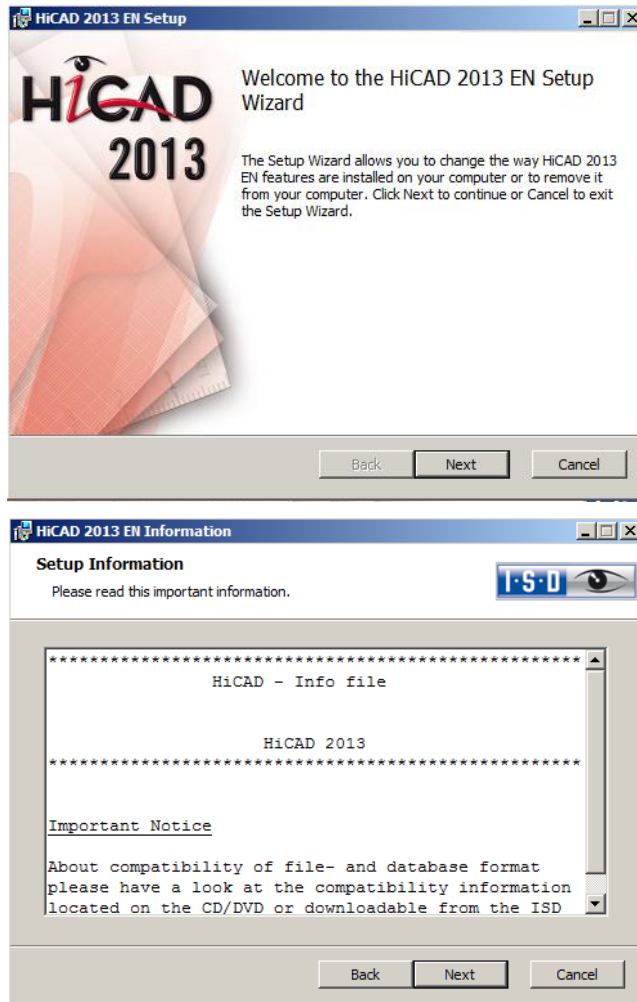 HiCAD 2013 EN Setup
HiCAD
2013
Welcome to the HiCAD 2013 EN Setup
Wizard
The Setup Wizard allows you to change the way HiCAD 2013
EN features are installed on your computer or to remove it
from your computer. Click Next to continue or Cancel to exit
the Setup Wizard.
Back Next Cancel
HiCAD 2013 EN Information
Setup Information
Please read this important information.
I·S·D
*****************************************************
HiCAD - Info file
HiCAD 2013
*****************************************************
Important Notice
About compatibility of file- and database format
please have a look at the compatibility information
located on the CD/DVD or downloadable from the ISD
Back Next Cancel